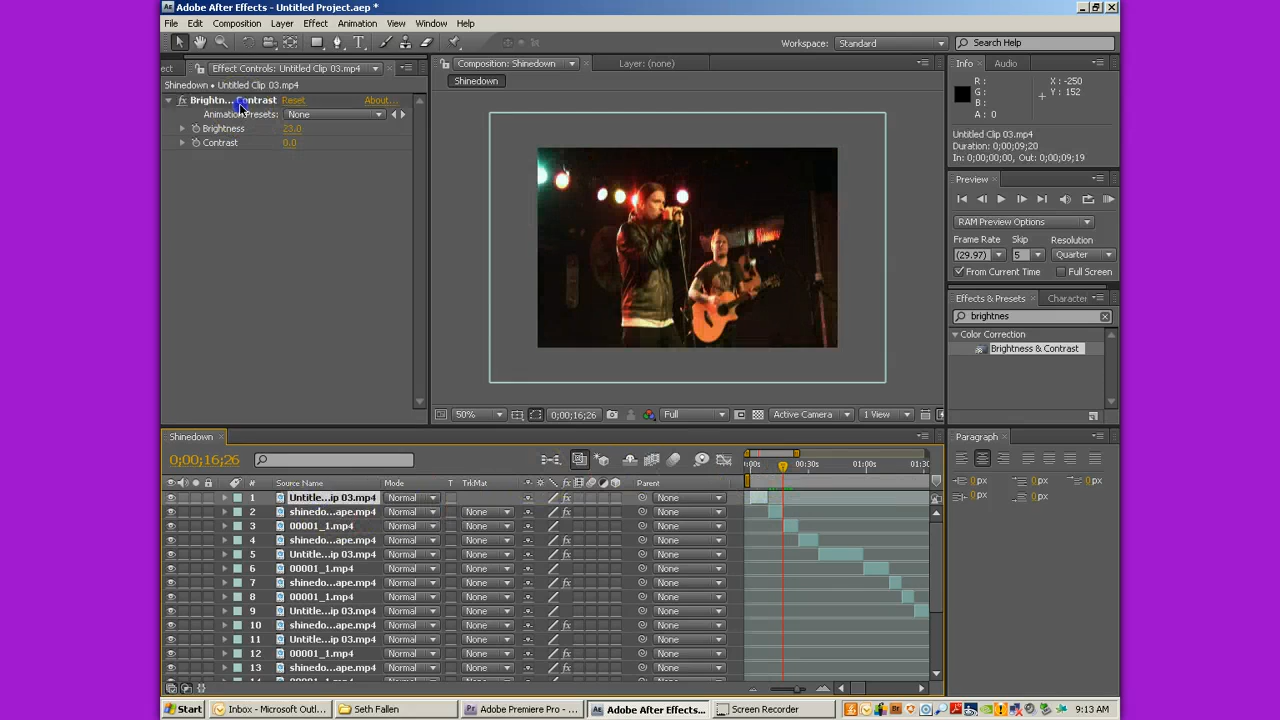 Adobe After Effects - Untitled Project.aep *
File Edit Composition Layer Effect Animation View Window Help
Workspace: Standard Search Help
ect Effect Controls: Untitled Clip 03.mp4
Shinedown • Untitled Clip 03.mp4
Brightn... Contrast Reset About...
Animation Presets: None
Brightness 23.0
Contrast 0.0
Composition: Shinedown Layer: (none)
Shinedown
50% 0;00;16;26 Full Active Camera 1 View
Info Audio
R : X : -250
G : Y : 152
B :
A : 0
Untitled Clip 03.mp4
Duration: 0;00;09;20
In: 0;00;00;00, Out: 0;00;09;19
Preview
RAM Preview Options
Frame Rate Skip Resolution
(29.97) 5 Quarter
From Current Time Full Screen
Effects & Presets Character
brightnes
Color Correction
Brightness & Contrast
Paragraph
0 px 0 px 0 px
0 px 0 px
Shinedown
0;00;16;26
:00s 00:30s 01:00s 01:30
# Source Name Mode T TrkMat Parent
1 Untitle...ip 03.mp4 Normal None
2 shinedo...ape.mp4 Normal None None
3 00001_1.mp4 Normal None None
4 shinedo...ape.mp4 Normal None None
5 Untitle...ip 03.mp4 Normal None None
6 00001_1.mp4 Normal None None
7 shinedo...ape.mp4 Normal None None
8 00001_1.mp4 Normal None None
9 Untitle...ip 03.mp4 Normal None None
10 shinedo...ape.mp4 Normal None None
11 Untitle...ip 03.mp4 Normal None None
12 00001_1.mp4 Normal None None
13 shinedo...ape.mp4 Normal None None
Start Inbox - Microsoft Outl... Seth Fallen Adobe Premiere Pro - ... Adobe After Effects... Screen Recorder 9:13 AM